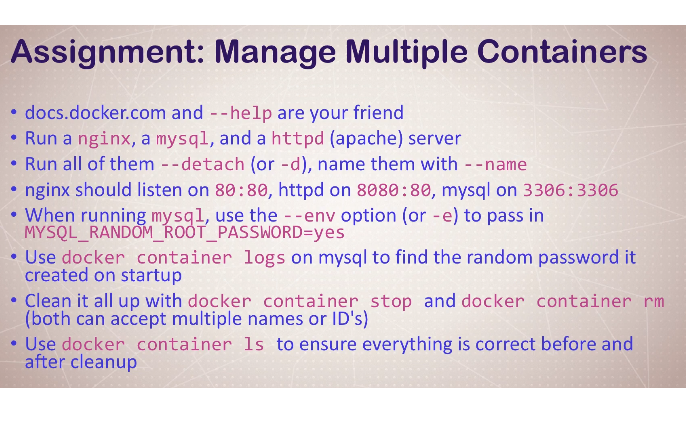 Assignment: Manage Multiple Containers
• docs.docker.com and --help are your friend
• Run a nginx, a mysql, and a httpd (apache) server
• Run all of them --detach (or -d), name them with --name
• nginx should listen on 80:80, httpd on 8080:80, mysql on 3306:3306
• When running mysql, use the --env option (or -e) to pass in
MYSQL_RANDOM_ROOT_PASSWORD=yes
• Use docker container logs on mysql to find the random password it
created on startup
• Clean it all up with docker container stop and docker container rm
(both can accept multiple names or ID's)
• Use docker container ls to ensure everything is correct before and
after cleanup